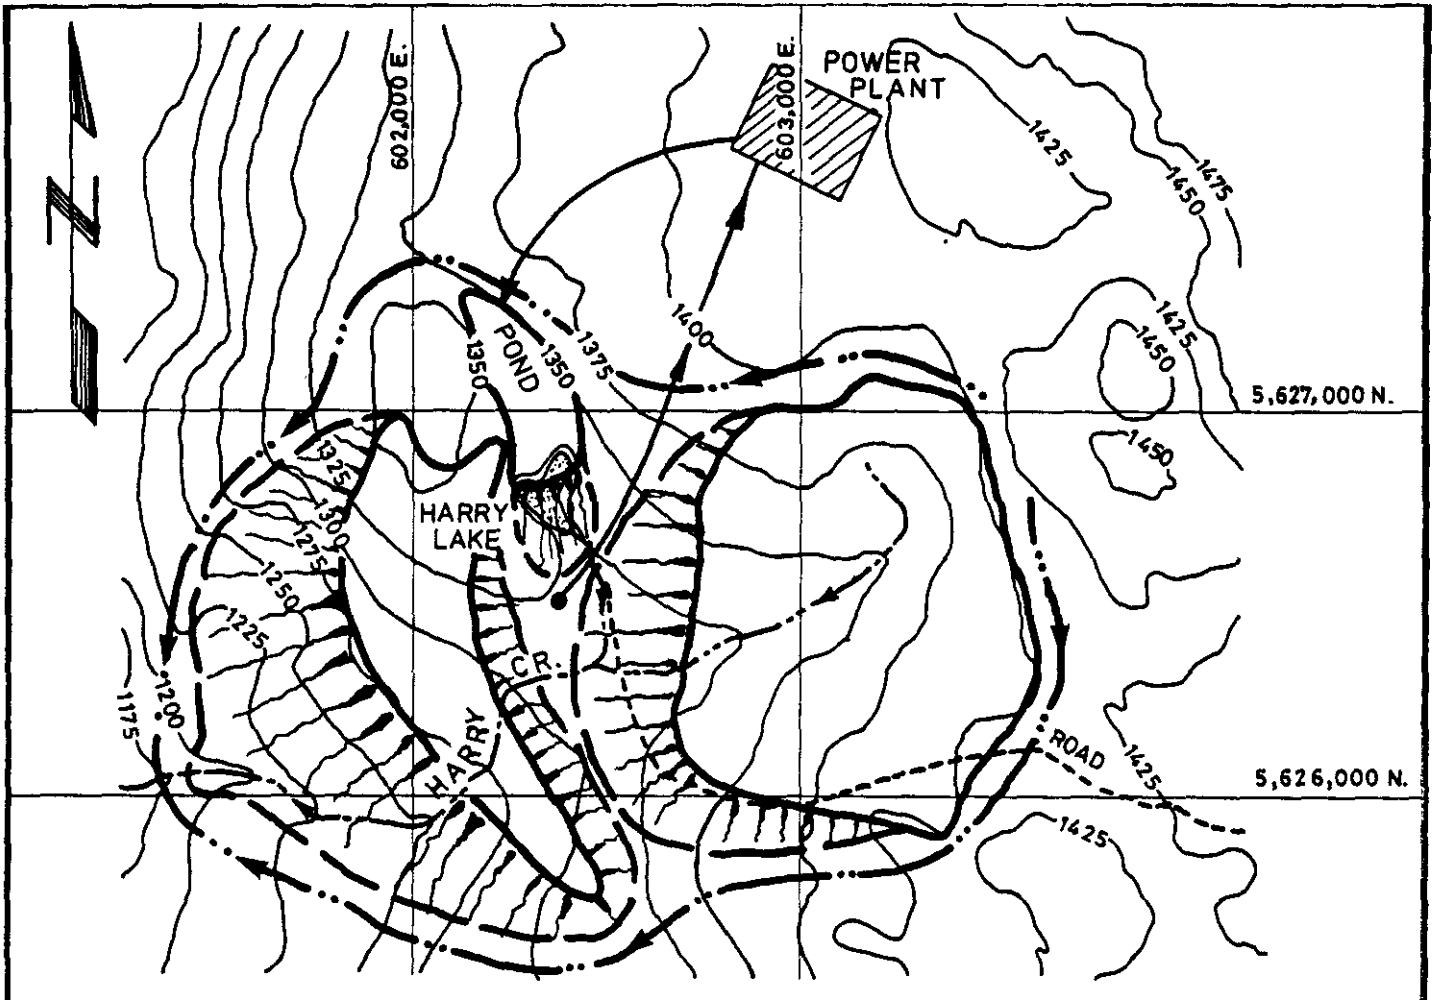 602,000 E.
603,000 E.
POWER
PLANT
1425
1475
1450
1400
1375
1350
POND
1350
1425
1450
5,627,000 N.
1450
1325
1300
1275
1250
1225
HARRY
LAKE
CR.
HARRY
1200
1175
ROAD
1425
5,626,000 N.
1425
N